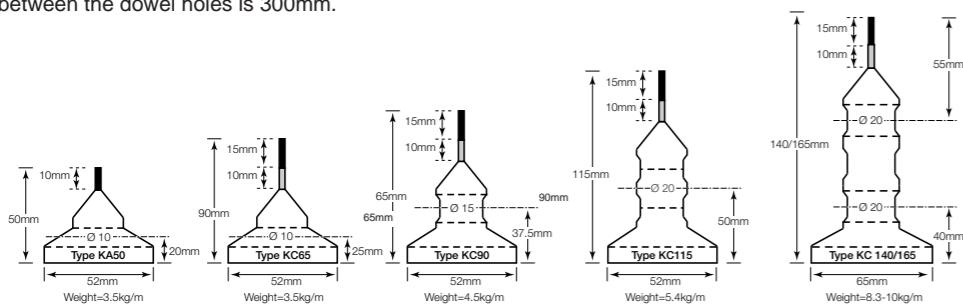 between the dowel holes is 300mm.
10mm
50mm
Ø 10
20mm
Type KA50
52mm
Weight=3.5kg/m
15mm
10mm
90mm
Ø 10
25mm
Type KC65
52mm
Weight=3.5kg/m
15mm
10mm
65mm
65mm
Ø 15
90mm
37.5mm
Type KC90
52mm
Weight=4.5kg/m
15mm
10mm
115mm
Ø 20
50mm
Type KC115
52mm
Weight=5.4kg/m
15mm
10mm
55mm
Ø 20
140/165mm
Ø 20
40mm
Type KC 140/165
65mm
Weight=8.3-10kg/m